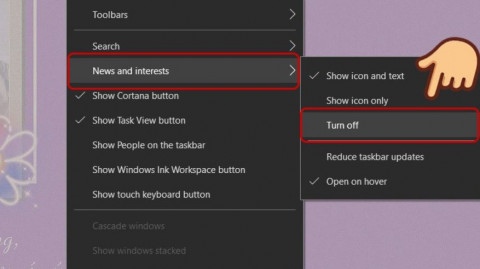 Toolbars
Search
News and interests
Show Cortana button
Show Task View button
Show People on the taskbar
Show Windows Ink Workspace button
Show touch keyboard button
Cascade windows
Show windows stacked
Show icon and text
Show icon only
Turn off
Reduce taskbar updates
Open on hover